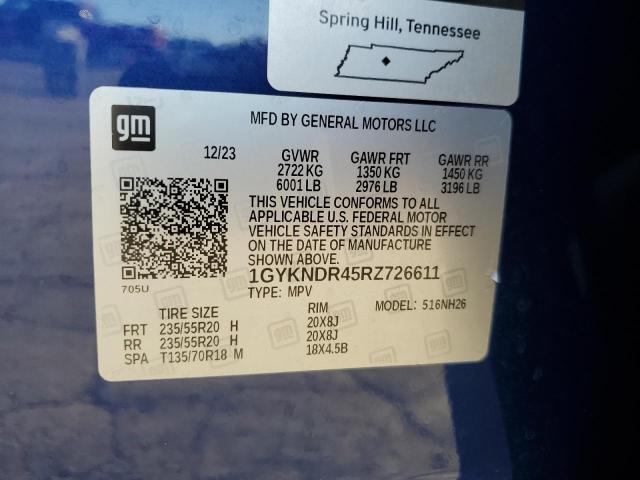 Spring Hill, Tennessee
gm
MFD BY GENERAL MOTORS LLC
12/23 GVWR GAWR FRT GAWR RR
2722 KG 1350 KG 1450 KG
6001 LB 2976 LB 3196 LB
THIS VEHICLE CONFORMS TO ALL
APPLICABLE U.S. FEDERAL MOTOR
VEHICLE SAFETY STANDARDS IN EFFECT
ON THE DATE OF MANUFACTURE
SHOWN ABOVE.
1GYKNDR45RZ726611
705U
TYPE: MPV MODEL: 516NH26
TIRE SIZE RIM
FRT 235/55R20 H 20X8J
RR 235/55R20 H 20X8J
SPA T135/70R18 M 18X4.5B